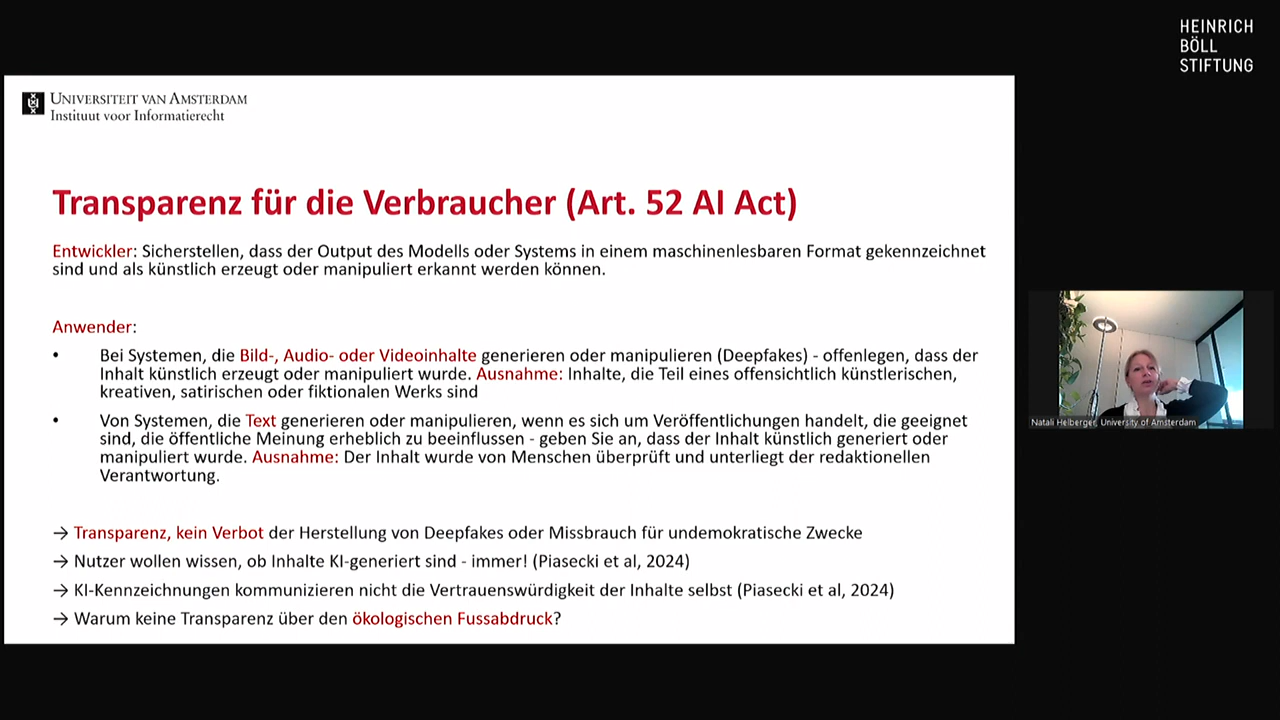 HEINRICH
BÖLL
STIFTUNG
UNIVERSITEIT VAN AMSTERDAM
Instituut voor Informatierecht
Transparenz für die Verbraucher (Art. 52 AI Act)
Entwickler: Sicherstellen, dass der Output des Modells oder Systems in einem maschinenlesbaren Format gekennzeichnet
sind und als künstlich erzeugt oder manipuliert erkannt werden können.
Anwender:
• Bei Systemen, die Bild-, Audio- oder Videoinhalte generieren oder manipulieren (Deepfakes) - offenlegen, dass der
Inhalt künstlich erzeugt oder manipuliert wurde. Ausnahme: Inhalte, die Teil eines offensichtlich künstlerischen,
kreativen, satirischen oder fiktionalen Werks sind
• Von Systemen, die Text generieren oder manipulieren, wenn es sich um Veröffentlichungen handelt, die geeignet
sind, die öffentliche Meinung erheblich zu beeinflussen - geben Sie an, dass der Inhalt künstlich generiert oder
manipuliert wurde. Ausnahme: Der Inhalt wurde von Menschen überprüft und unterliegt der redaktionellen
Verantwortung.
→ Transparenz, kein Verbot der Herstellung von Deepfakes oder Missbrauch für undemokratische Zwecke
→ Nutzer wollen wissen, ob Inhalte KI-generiert sind - immer! (Piasecki et al, 2024)
→ KI-Kennzeichnungen kommunizieren nicht die Vertrauenswürdigkeit der Inhalte selbst (Piasecki et al, 2024)
→ Warum keine Transparenz über den ökologischen Fussabdruck?
Natali Helberger, University of Amsterdam